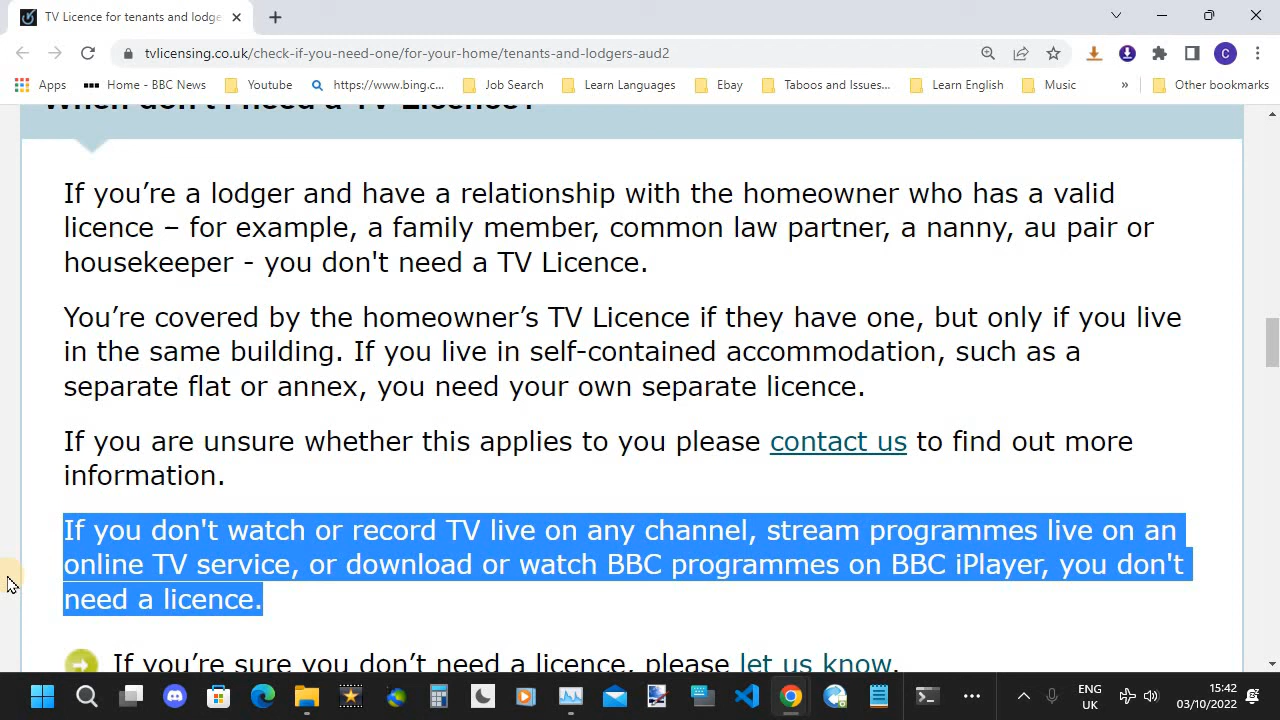 TV Licence for tenants and lodge
tvlicensing.co.uk/check-if-you-need-one/for-your-home/tenants-and-lodgers-aud2
C
Apps Home - BBC News Youtube https://www.bing.c... Job Search Learn Languages Ebay Taboos and Issues... Learn English Music » Other bookmarks
When don't I need a TV Licence?
If you’re a lodger and have a relationship with the homeowner who has a valid
licence – for example, a family member, common law partner, a nanny, au pair or
housekeeper - you don't need a TV Licence.
You’re covered by the homeowner’s TV Licence if they have one, but only if you live
in the same building. If you live in self-contained accommodation, such as a
separate flat or annex, you need your own separate licence.
If you are unsure whether this applies to you please contact us to find out more
information.
If you don't watch or record TV live on any channel, stream programmes live on an
online TV service, or download or watch BBC programmes on BBC iPlayer, you don't
need a licence.
If you’re sure you don’t need a licence, please let us know.
ENG
UK
15:42
03/10/2022